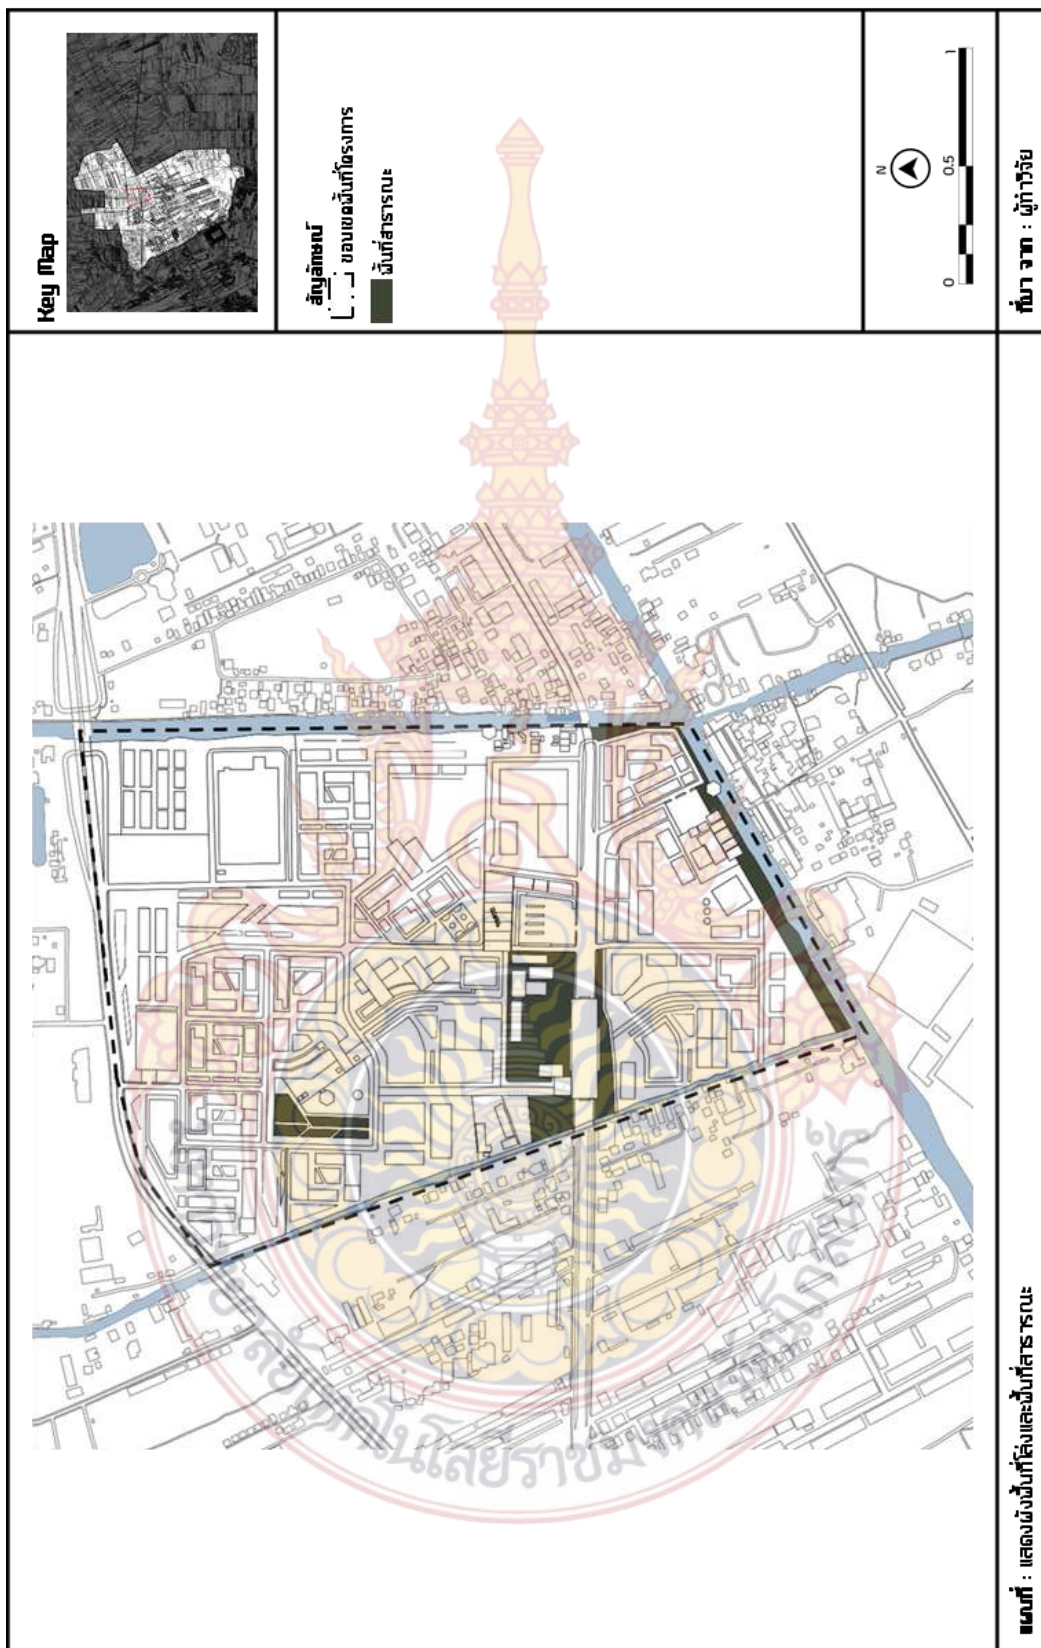 Key Map
สัญลักษณ์
ขอบเขตพื้นที่โครงการ
พื้นที่สาธารณะ
N
0 0.5 1
ที่มา จาก : ผู้ทำวิจัย
แผนที่ : แสดงผังพื้นที่โล่งและพื้นที่สาธารณะ